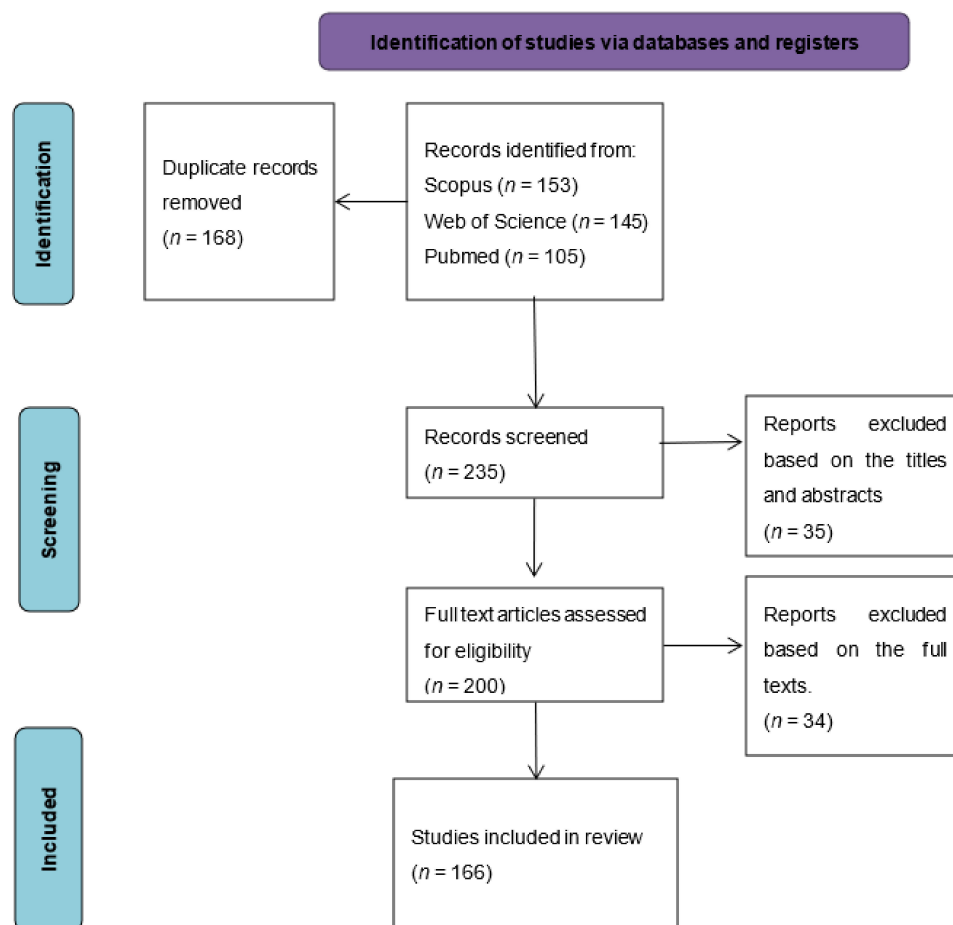 Identification of studies via databases and registers
Identification
Duplicate records
removed
(n = 168)
Records identified from:
Scopus (n = 153)
Web of Science (n = 145)
Pubmed (n = 105)
Screening
Records screened
(n = 235)
Reports excluded
based on the titles
and abstracts
(n = 35)
Full text articles assessed
for eligibility
(n = 200)
Reports excluded
based on the full
texts.
(n = 34)
Included
Studies included in review
(n = 166)